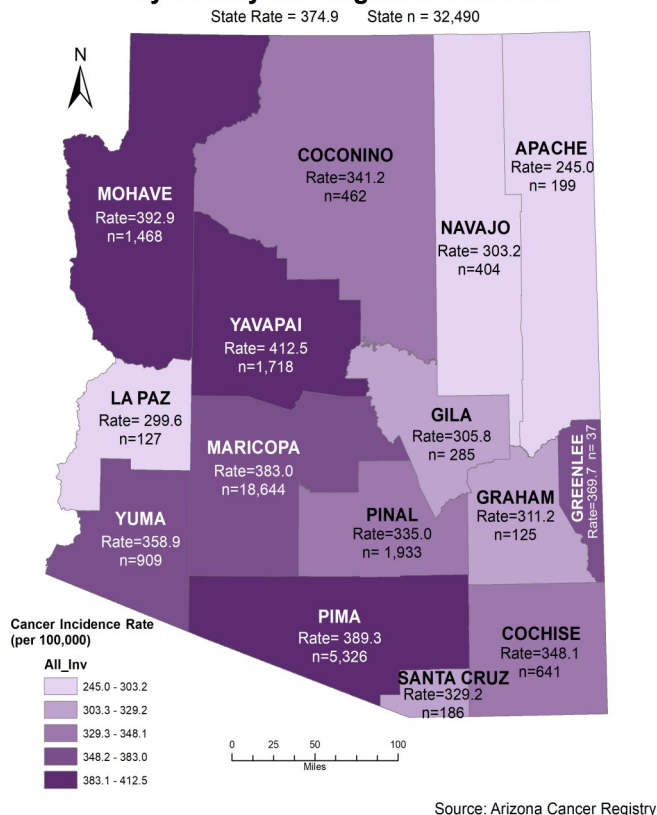 State Rate = 374.9 State n = 32,490
N
COCONINO
Rate=341.2
n=462
APACHE
Rate= 245.0
n= 199
MOHAVE
Rate=392.9
n=1,468
NAVAJO
Rate= 303.2
n=404
YAVAPAI
Rate= 412.5
n=1,718
LA PAZ
Rate= 299.6
n=127
GILA
Rate=305.8
n= 285
MARICOPA
Rate=383.0
n=18,644
GREENLEE
Rate=369.7 n= 37
GRAHAM
Rate=311.2
n=125
YUMA
Rate=358.9
n=909
PINAL
Rate=335.0
n= 1,933
PIMA
Rate= 389.3
n=5,326
COCHISE
Rate=348.1
n=641
SANTA CRUZ
Rate=329.2
n=186
Cancer Incidence Rate
(per 100,000)
All_Inv
245.0 - 303.2
303.3 - 329.2
329.3 - 348.1
348.2 - 383.0
383.1 - 412.5
0 25 50 100
Miles
Source: Arizona Cancer Registry